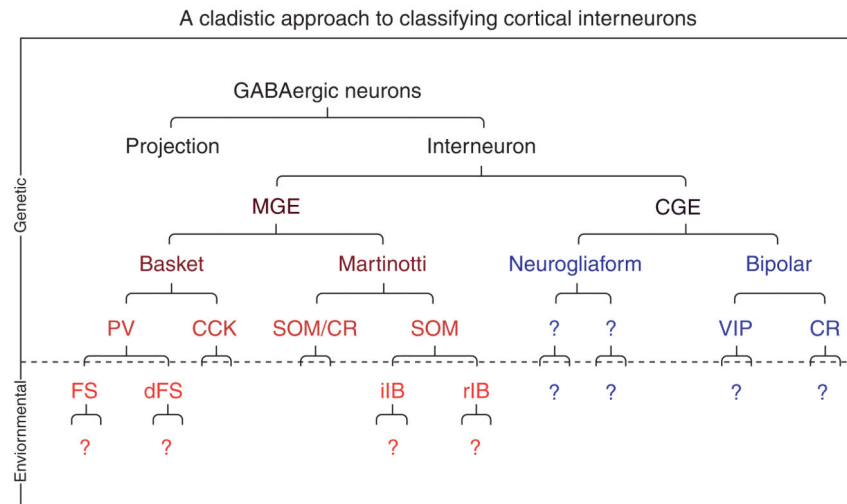 A cladistic approach to classifying cortical interneurons
GABAergic neurons
Projection Interneuron
MGE CGE
Basket Martinotti Neurogliaform Bipolar
PV CCK SOM/CR SOM ? ? VIP CR
FS dFS iIB rIB ? ? ? ?
? ? ? ?
Genetic
Enviornmental